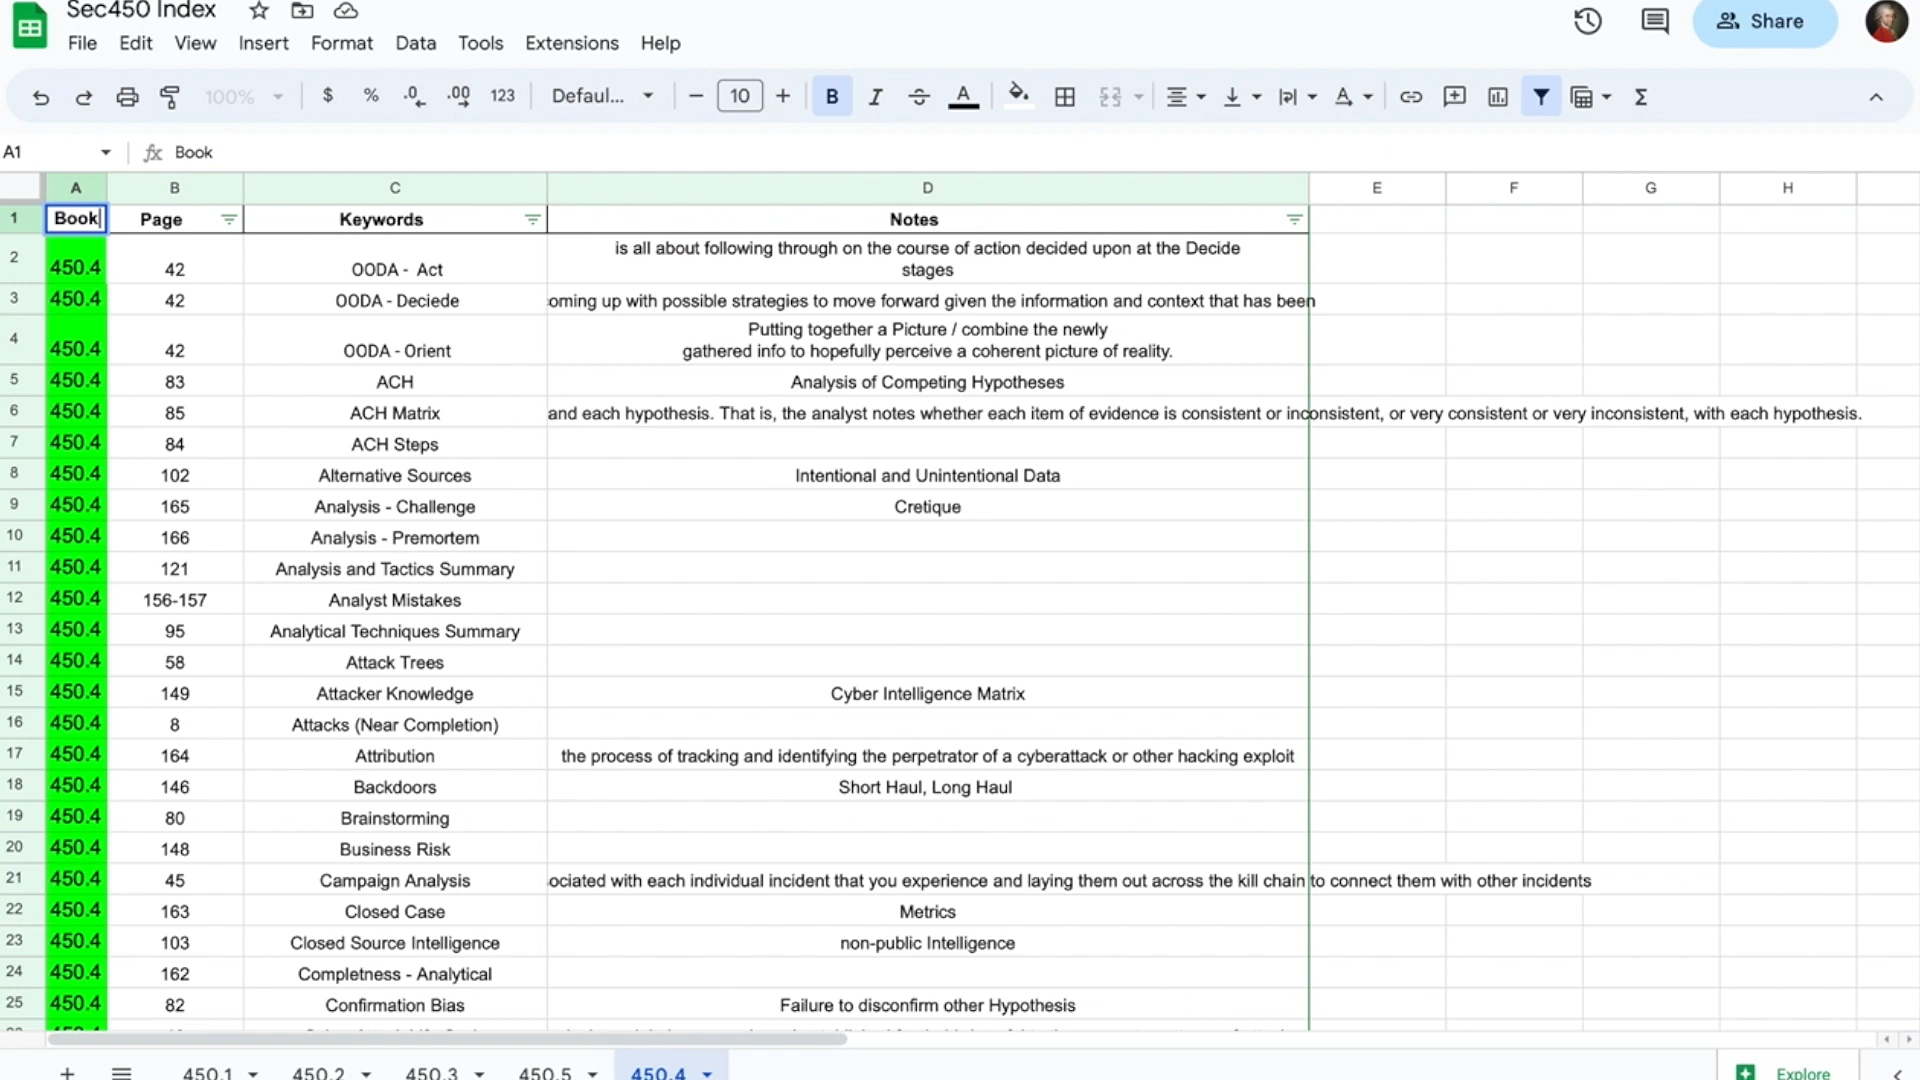 Sec450 Index
File Edit View Insert Format Data Tools Extensions Help
Share
100% $ % .0 .00 123 Defaul... 10 B I A
A1 fx Book
A B C D E F G H
1 Book Page Keywords Notes
2 450.4 42 OODA - Act is all about following through on the course of action decided upon at the Decide
stages
3 450.4 42 OODA - Deciede oming up with possible strategies to move forward given the information and context that has been
4 450.4 42 OODA - Orient Putting together a Picture / combine the newly
gathered info to hopefully perceive a coherent picture of reality.
5 450.4 83 ACH Analysis of Competing Hypotheses
6 450.4 85 ACH Matrix and each hypothesis. That is, the analyst notes whether each item of evidence is consistent or inconsistent, or very consistent or very inconsistent, with each hypothesis.
7 450.4 84 ACH Steps
8 450.4 102 Alternative Sources Intentional and Unintentional Data
9 450.4 165 Analysis - Challenge Cretique
10 450.4 166 Analysis - Premortem
11 450.4 121 Analysis and Tactics Summary
12 450.4 156-157 Analyst Mistakes
13 450.4 95 Analytical Techniques Summary
14 450.4 58 Attack Trees
15 450.4 149 Attacker Knowledge Cyber Intelligence Matrix
16 450.4 8 Attacks (Near Completion)
17 450.4 164 Attribution the process of tracking and identifying the perpetrator of a cyberattack or other hacking exploit
18 450.4 146 Backdoors Short Haul, Long Haul
19 450.4 80 Brainstorming
20 450.4 148 Business Risk
21 450.4 45 Campaign Analysis ociated with each individual incident that you experience and laying them out across the kill chain to connect them with other incidents
22 450.4 163 Closed Case Metrics
23 450.4 103 Closed Source Intelligence non-public Intelligence
24 450.4 162 Completness - Analytical
25 450.4 82 Confirmation Bias Failure to disconfirm other Hypothesis
450.1 450.2 450.3 450.5 450.4 Explore